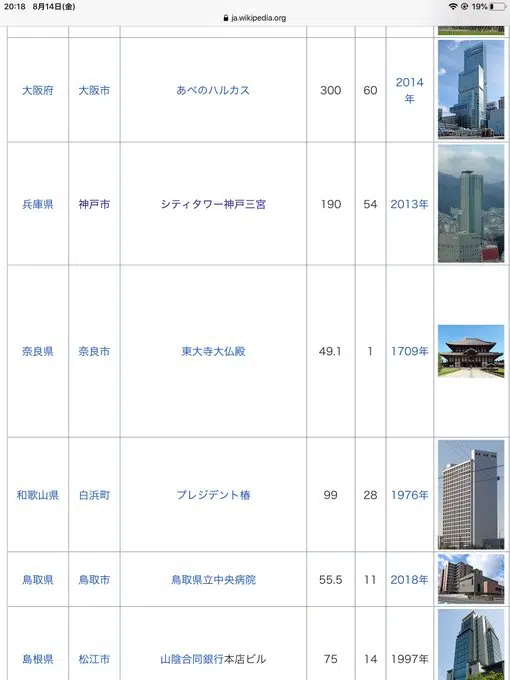 20:18 8月14日(金) 19%
ja.wikipedia.org
大阪府 大阪市 あべのハルカス 300 60 2014年
兵庫県 神戸市 シティタワー神戸三宮 190 54 2013年
奈良県 奈良市 東大寺大仏殿 49.1 1 1709年
和歌山県 白浜町 プレジデント椿 99 28 1976年
鳥取県 鳥取市 鳥取県立中央病院 55.5 11 2018年
島根県 松江市 山陰合同銀行本店ビル 75 14 1997年